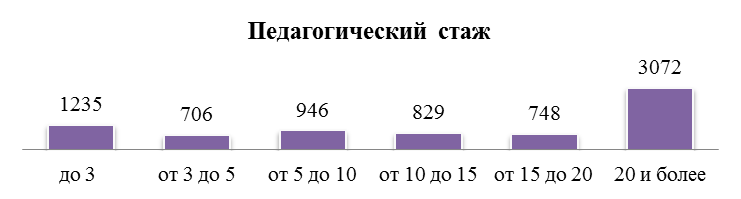 Педагогический стаж
3072
1235
706
946
829
748
до 3
от 3 до 5
от 5 до 10
от 10 до 15
от 15 до 20
20 и более